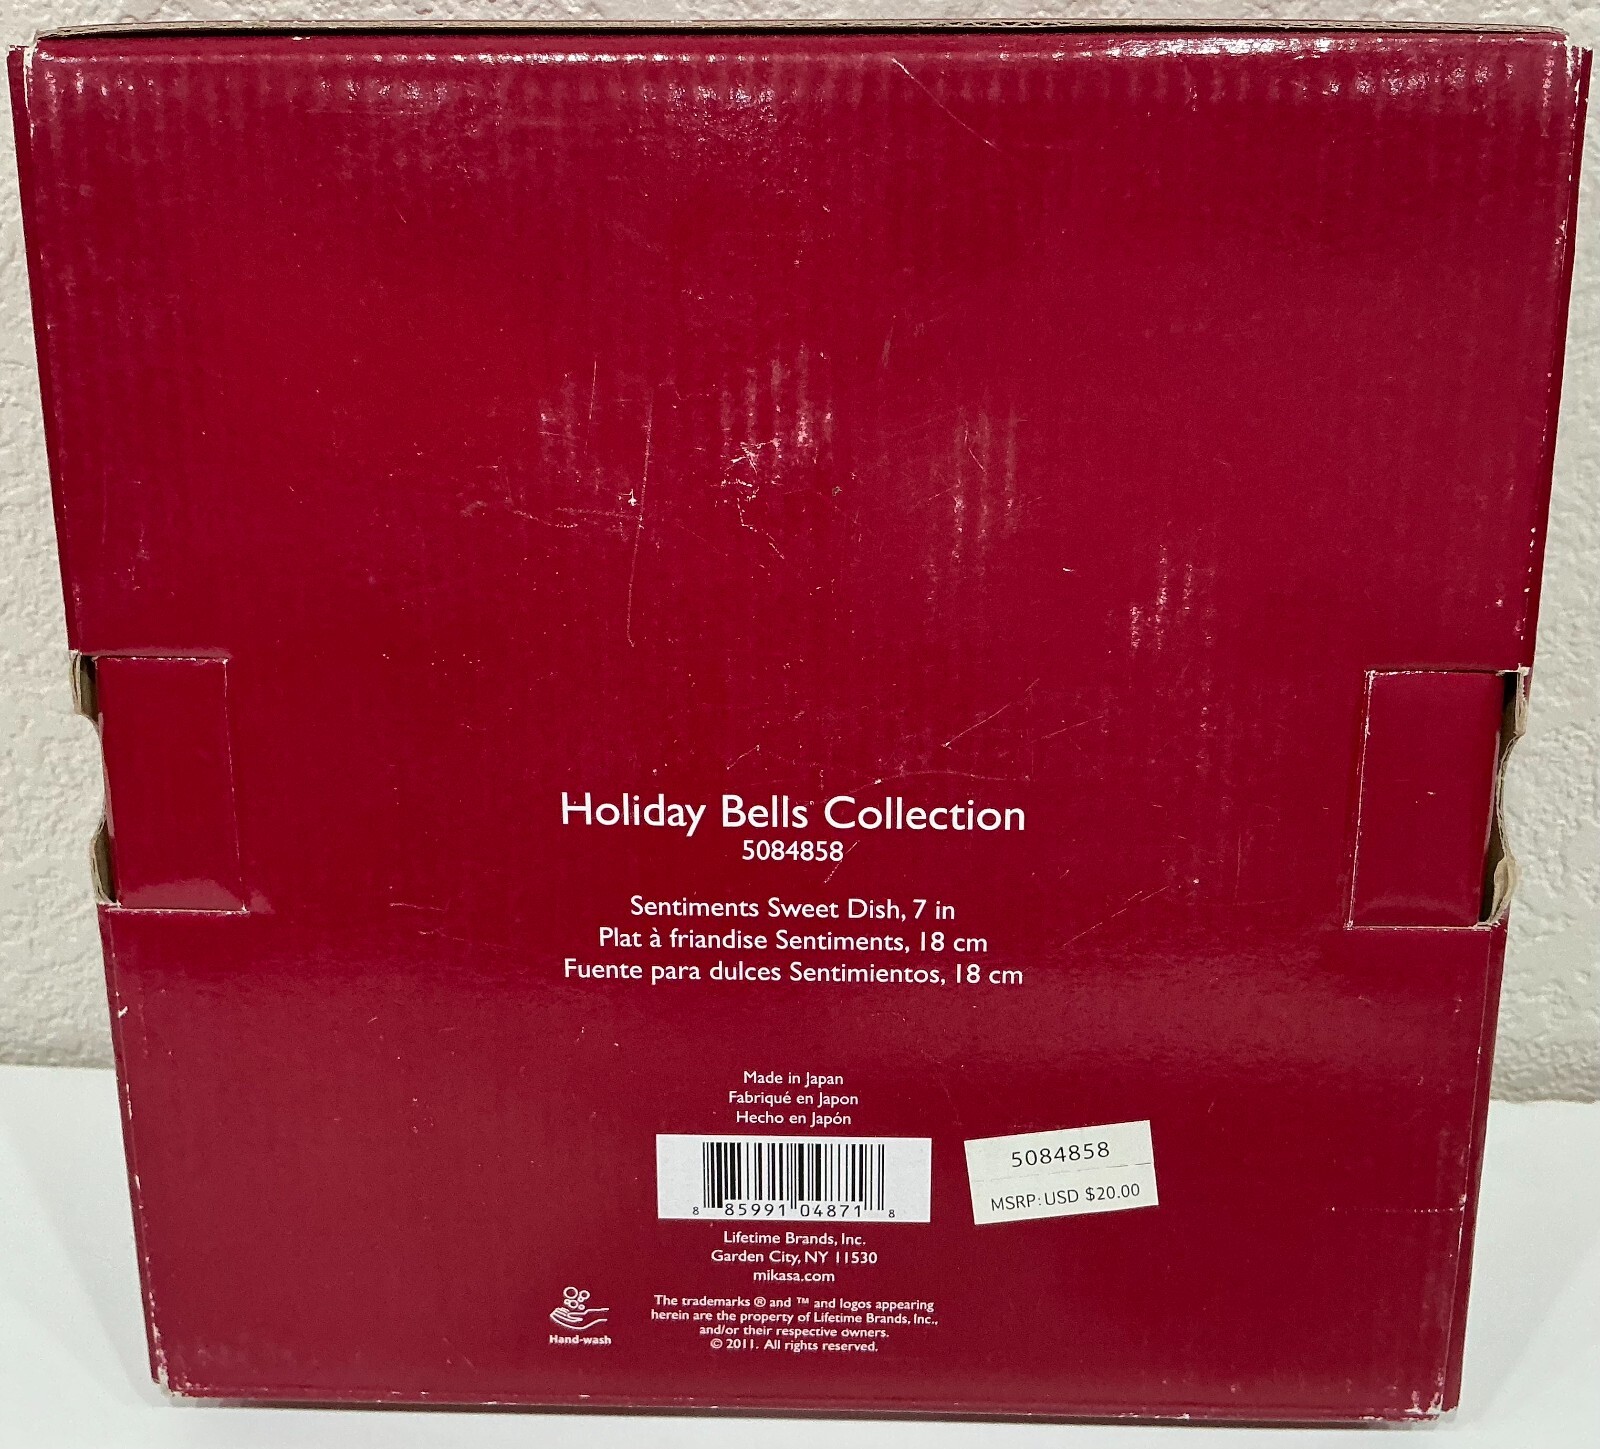 Holiday Bells Collection
5084858
Sentiments Sweet Dish, 7 in
Plat à friandise Sentiments, 18 cm
Fuente para dulces Sentimientos, 18 cm
Made in Japan
Fabriqué en Japon
Hecho en Japón
8 85991 04871 8
5084858
MSRP: USD $20.00
Lifetime Brands, Inc.
Garden City, NY 11530
mikasa.com
Hand-wash
The trademarks ® and ™ and logos appearing
herein are the property of Lifetime Brands, Inc.,
and/or their respective owners.
© 2011. All rights reserved.